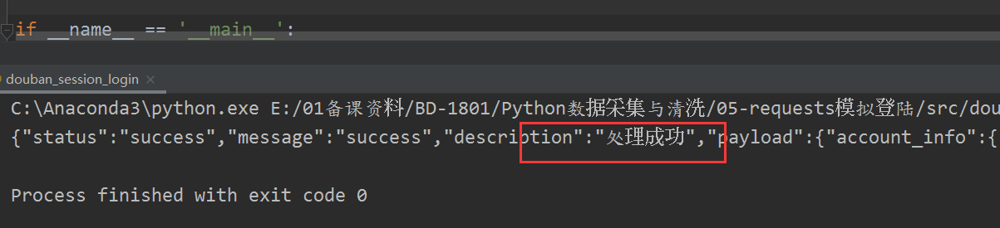 if __name__ == '__main__':
douban_session_login
C:\Anaconda3\python.exe E:/01备课资料/BD-1801/Python数据采集与清洗/05-requests模拟登陆/src/dou
{"status":"success","message":"success","description":"处理成功","payload":{"account_info":{
Process finished with exit code 0